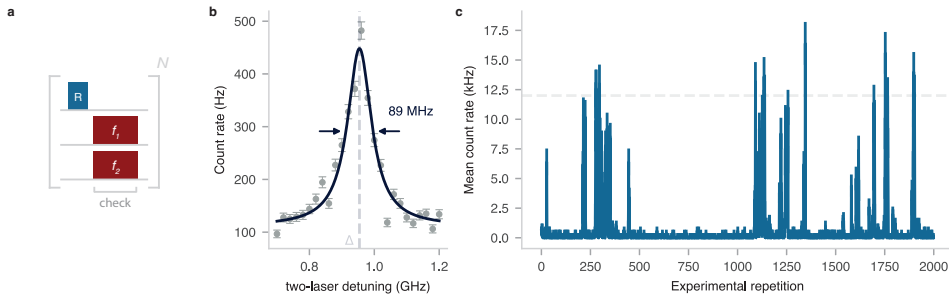 a
N
R
f₁
f₂
check
b
500
400
300
200
100
Count rate (Hz)
89 MHz
Δ
0.8
1.0
1.2
two-laser detuning (GHz)
c
17.5
15.0
12.5
10.0
7.5
5.0
2.5
0.0
Mean count rate (kHz)
0
250
500
750
1000
1250
1500
1750
2000
Experimental repetition